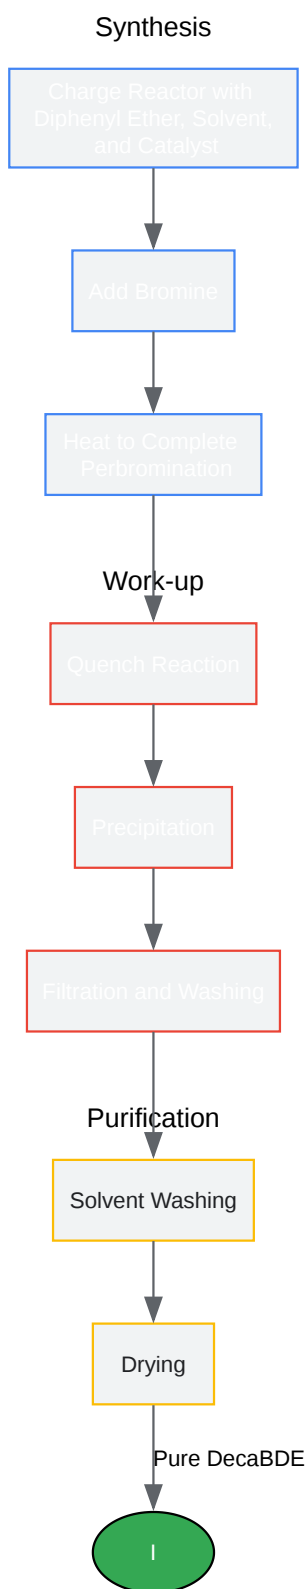 Synthesis
Charge Reactor with
Diphenyl Ether, Solvent,
and Catalyst
Add Bromine
Heat to Complete
Perbromination
Work-up
Quench Reaction
Precipitation
Filtration and Washing
Purification
Solvent Washing
Drying
Pure DecaBDE
I